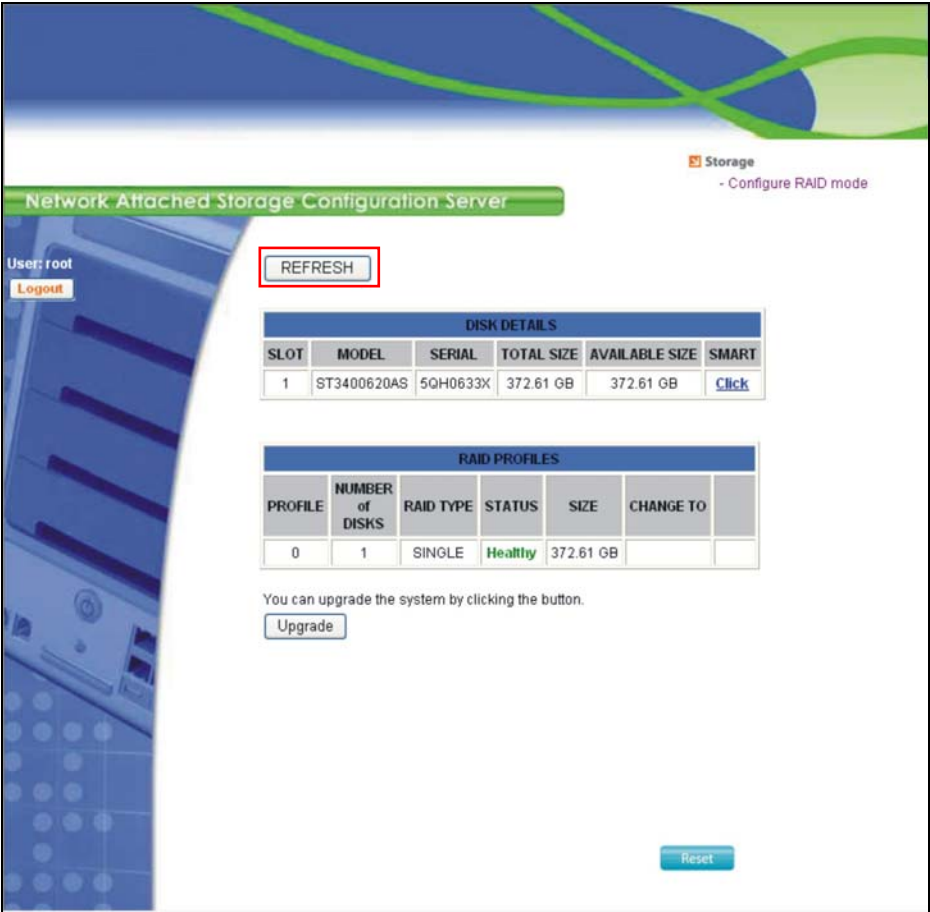 Storage
- Configure RAID mode
Network Attached Storage Configuration Server
User: root
Logout
REFRESH
DISK DETAILS
SLOT MODEL SERIAL TOTAL SIZE AVAILABLE SIZE SMART
1 ST3400620AS 5QH0633X 372.61 GB 372.61 GB Click
RAID PROFILES
PROFILE NUMBER of DISKS RAID TYPE STATUS SIZE CHANGE TO
0 1 SINGLE Healthy 372.61 GB
You can upgrade the system by clicking the button.
Upgrade
Reset